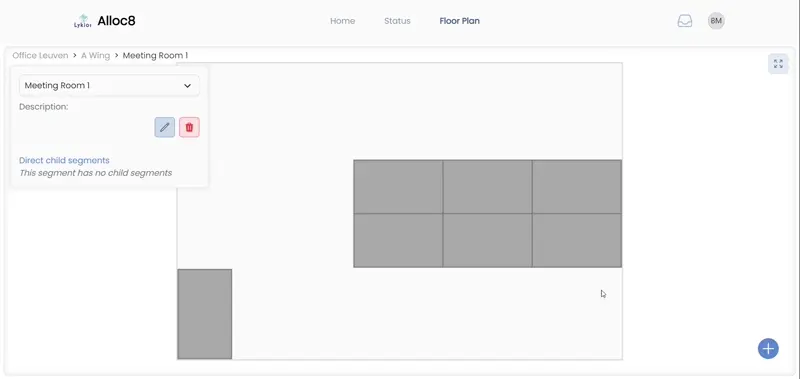 Lykios Alloc8 Home Status Floor Plan BM
Office Leuven > A Wing > Meeting Room 1
Meeting Room 1
Description:
Direct child segments
This segment has no child segments